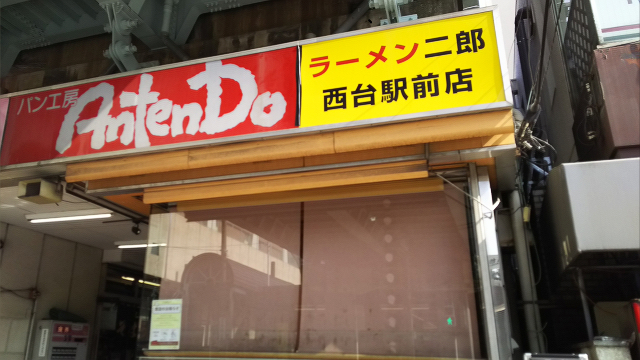 パン工房
AntenDo
ラーメン二郎
西台駅前店